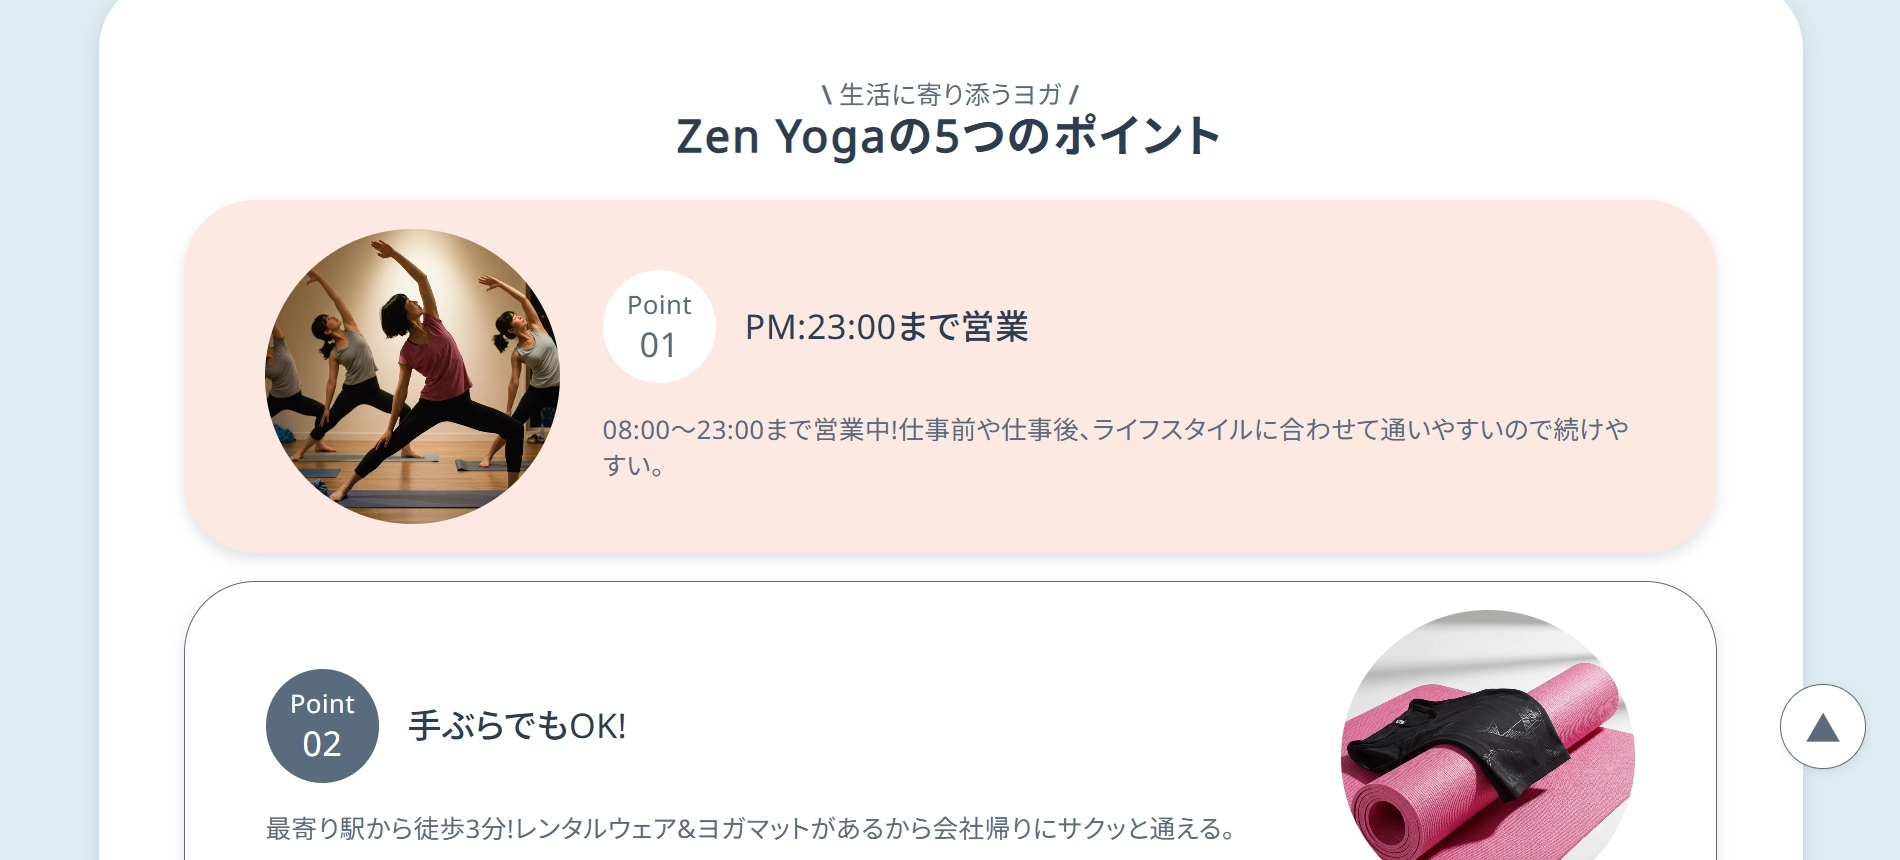 \ 生活に寄り添うヨガ /
Zen Yogaの5つのポイント
Point
01
PM:23:00まで営業
08:00〜23:00まで営業中!仕事前や仕事後、ライフスタイルに合わせて通いやすいので続けや
すい。
Point
02
手ぶらでもOK!
最寄り駅から徒歩3分!レンタルウェア&ヨガマットがあるから会社帰りにサクッと通える。